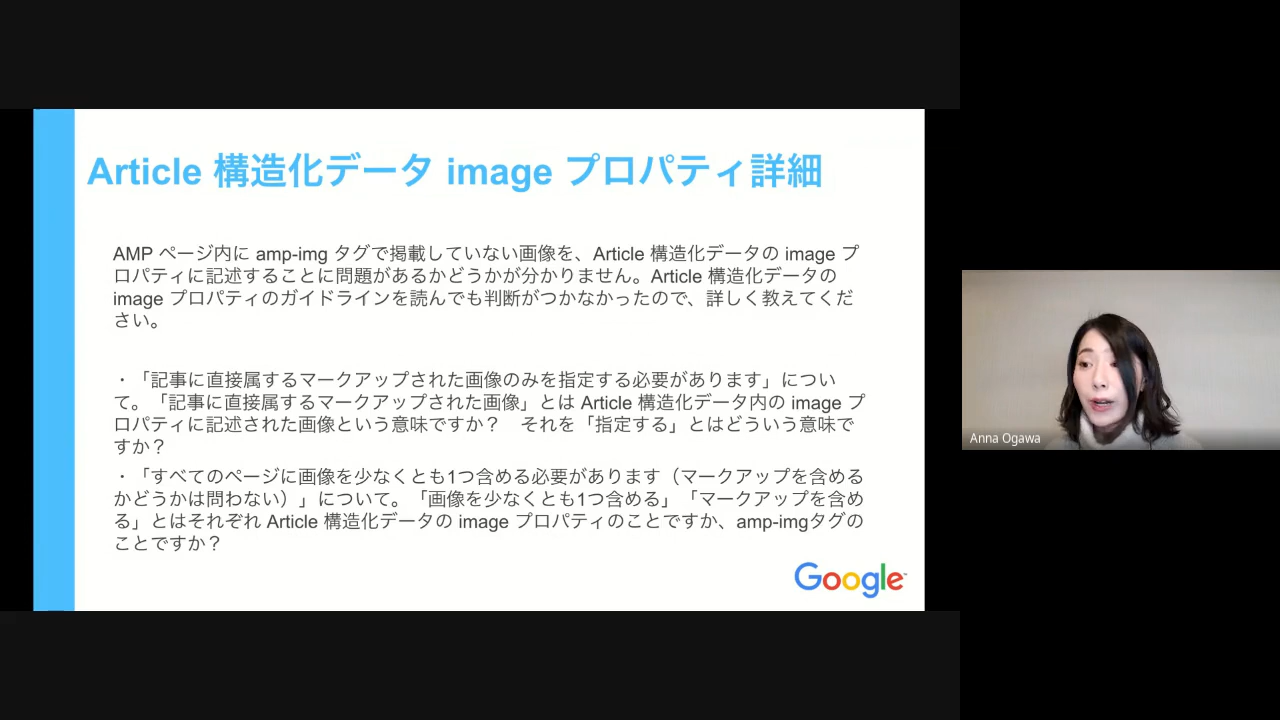 Article 構造化データ image プロパティ詳細
AMP ページ内に amp-img タグで掲載していない画像を、Article 構造化データの image プ
ロパティに記述することに問題があるかどうかが分かりません。Article 構造化データの
image プロパティのガイドラインを読んでも判断がつかなかったので、詳しく教えてくだ
さい。
・「記事に直接属するマークアップされた画像のみを指定する必要があります」につい
て。「記事に直接属するマークアップされた画像」とは Article 構造化データ内の image プ
ロパティに記述された画像という意味ですか？　それを「指定する」とはどういう意味で
すか？
・「すべてのページに画像を少なくとも1つ含める必要があります（マークアップを含める
かどうかは問わない）」について。「画像を少なくとも1つ含める」「マークアップを含め
る」とはそれぞれ Article 構造化データの image プロパティのことですか、amp-imgタグの
ことですか？
Google
Anna Ogawa